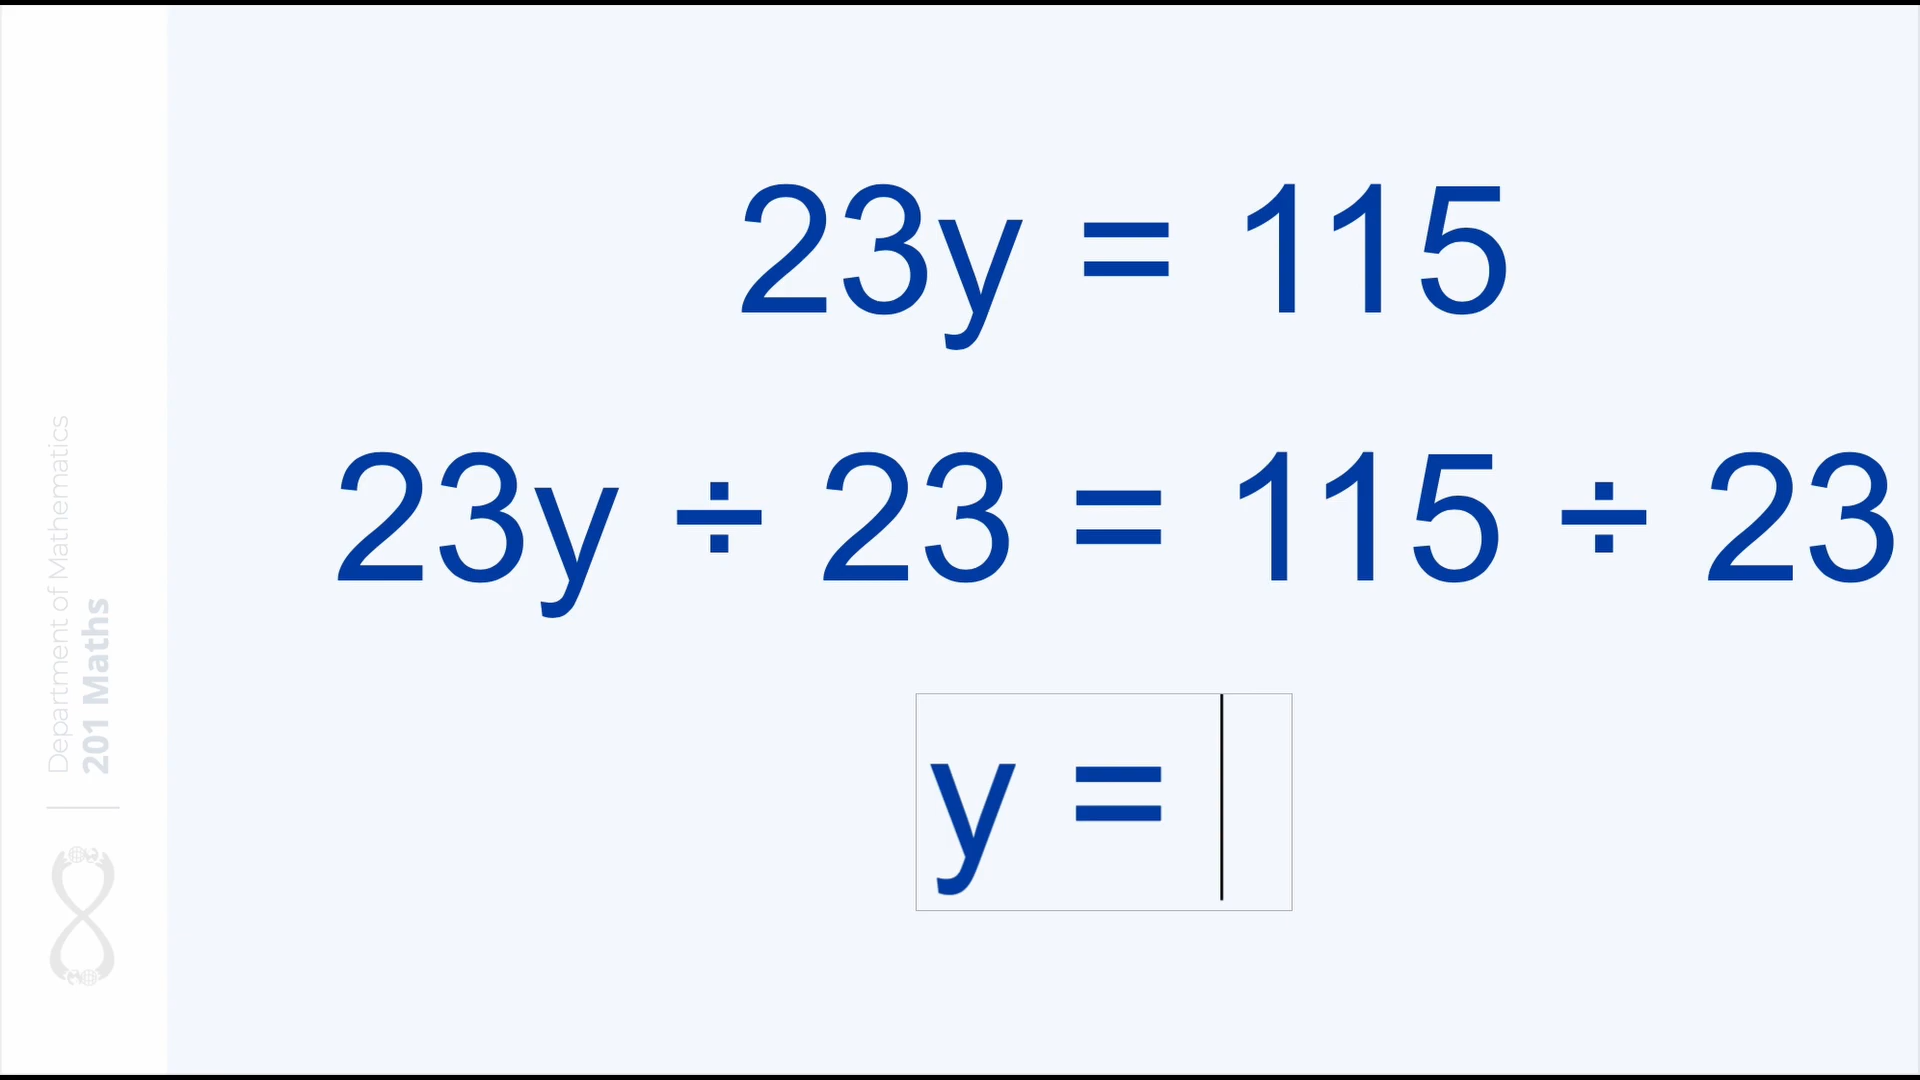 23y = 115
23y ÷ 23 = 115 ÷ 23
y =
Department of Mathematics
201 Maths